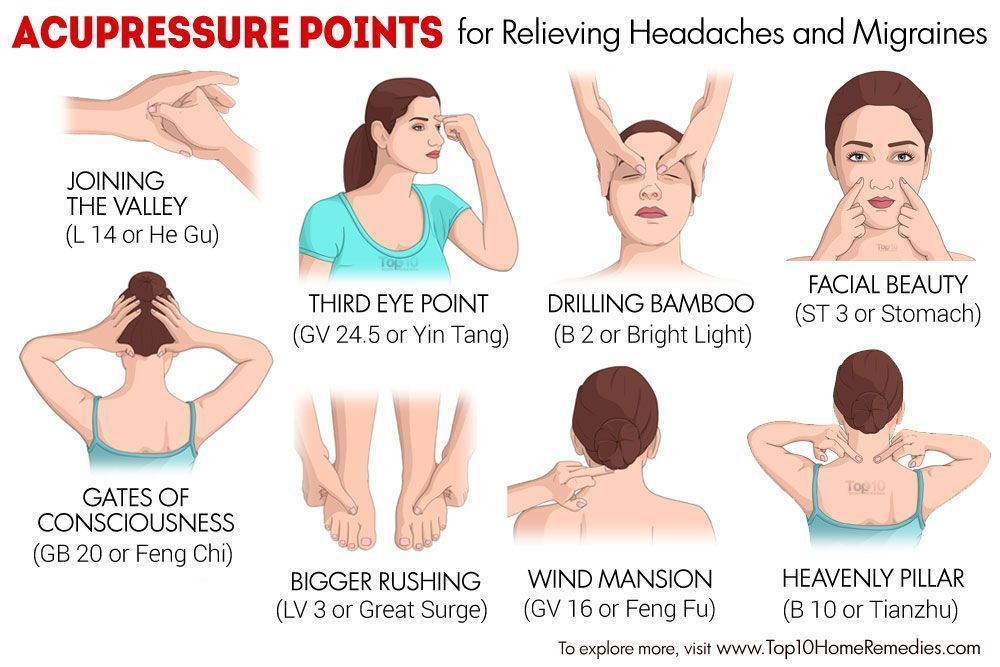 ACUPRESSURE POINTS for Relieving Headaches and Migraines
JOINING
THE VALLEY
(L 14 or He Gu)
Top10
THIRD EYE POINT
(GV 24.5 or Yin Tang)
DRILLING BAMBOO
(B 2 or Bright Light)
Top10
FACIAL BEAUTY
(ST 3 or Stomach)
GATES OF
CONSCIOUSNESS
(GB 20 or Feng Chi)
BIGGER RUSHING
(LV 3 or Great Surge)
WIND MANSION
(GV 16 or Feng Fu)
Top10
HEAVENLY PILLAR
(B 10 or Tianzhu)
To explore more, visit www.Top10HomeRemedies.com